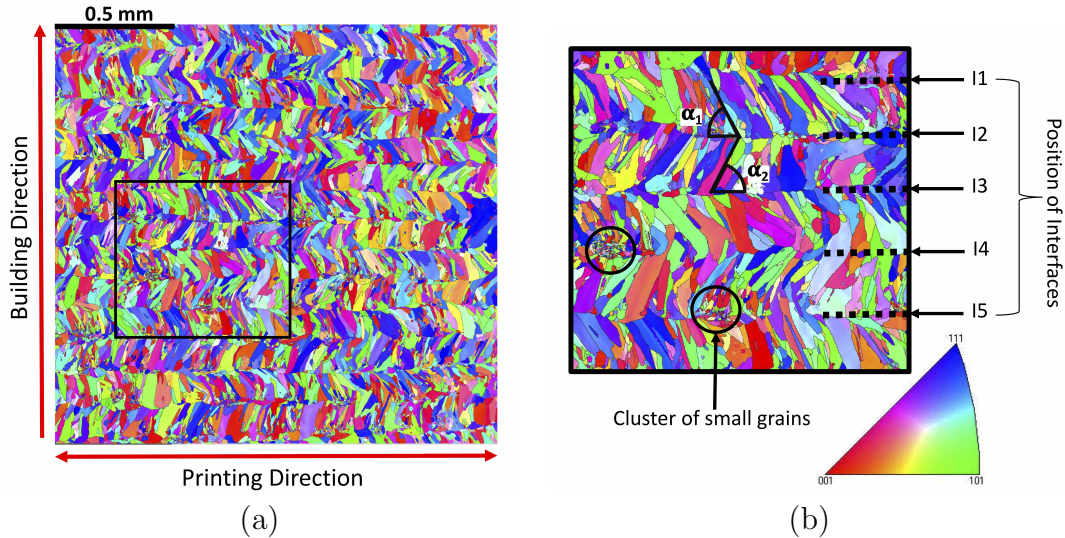 0.5 mm
Building Direction
Printing Direction
(a)
α1
α2
I1
I2
I3
I4
I5
Position of Interfaces
Cluster of small grains
111
001
101
(b)